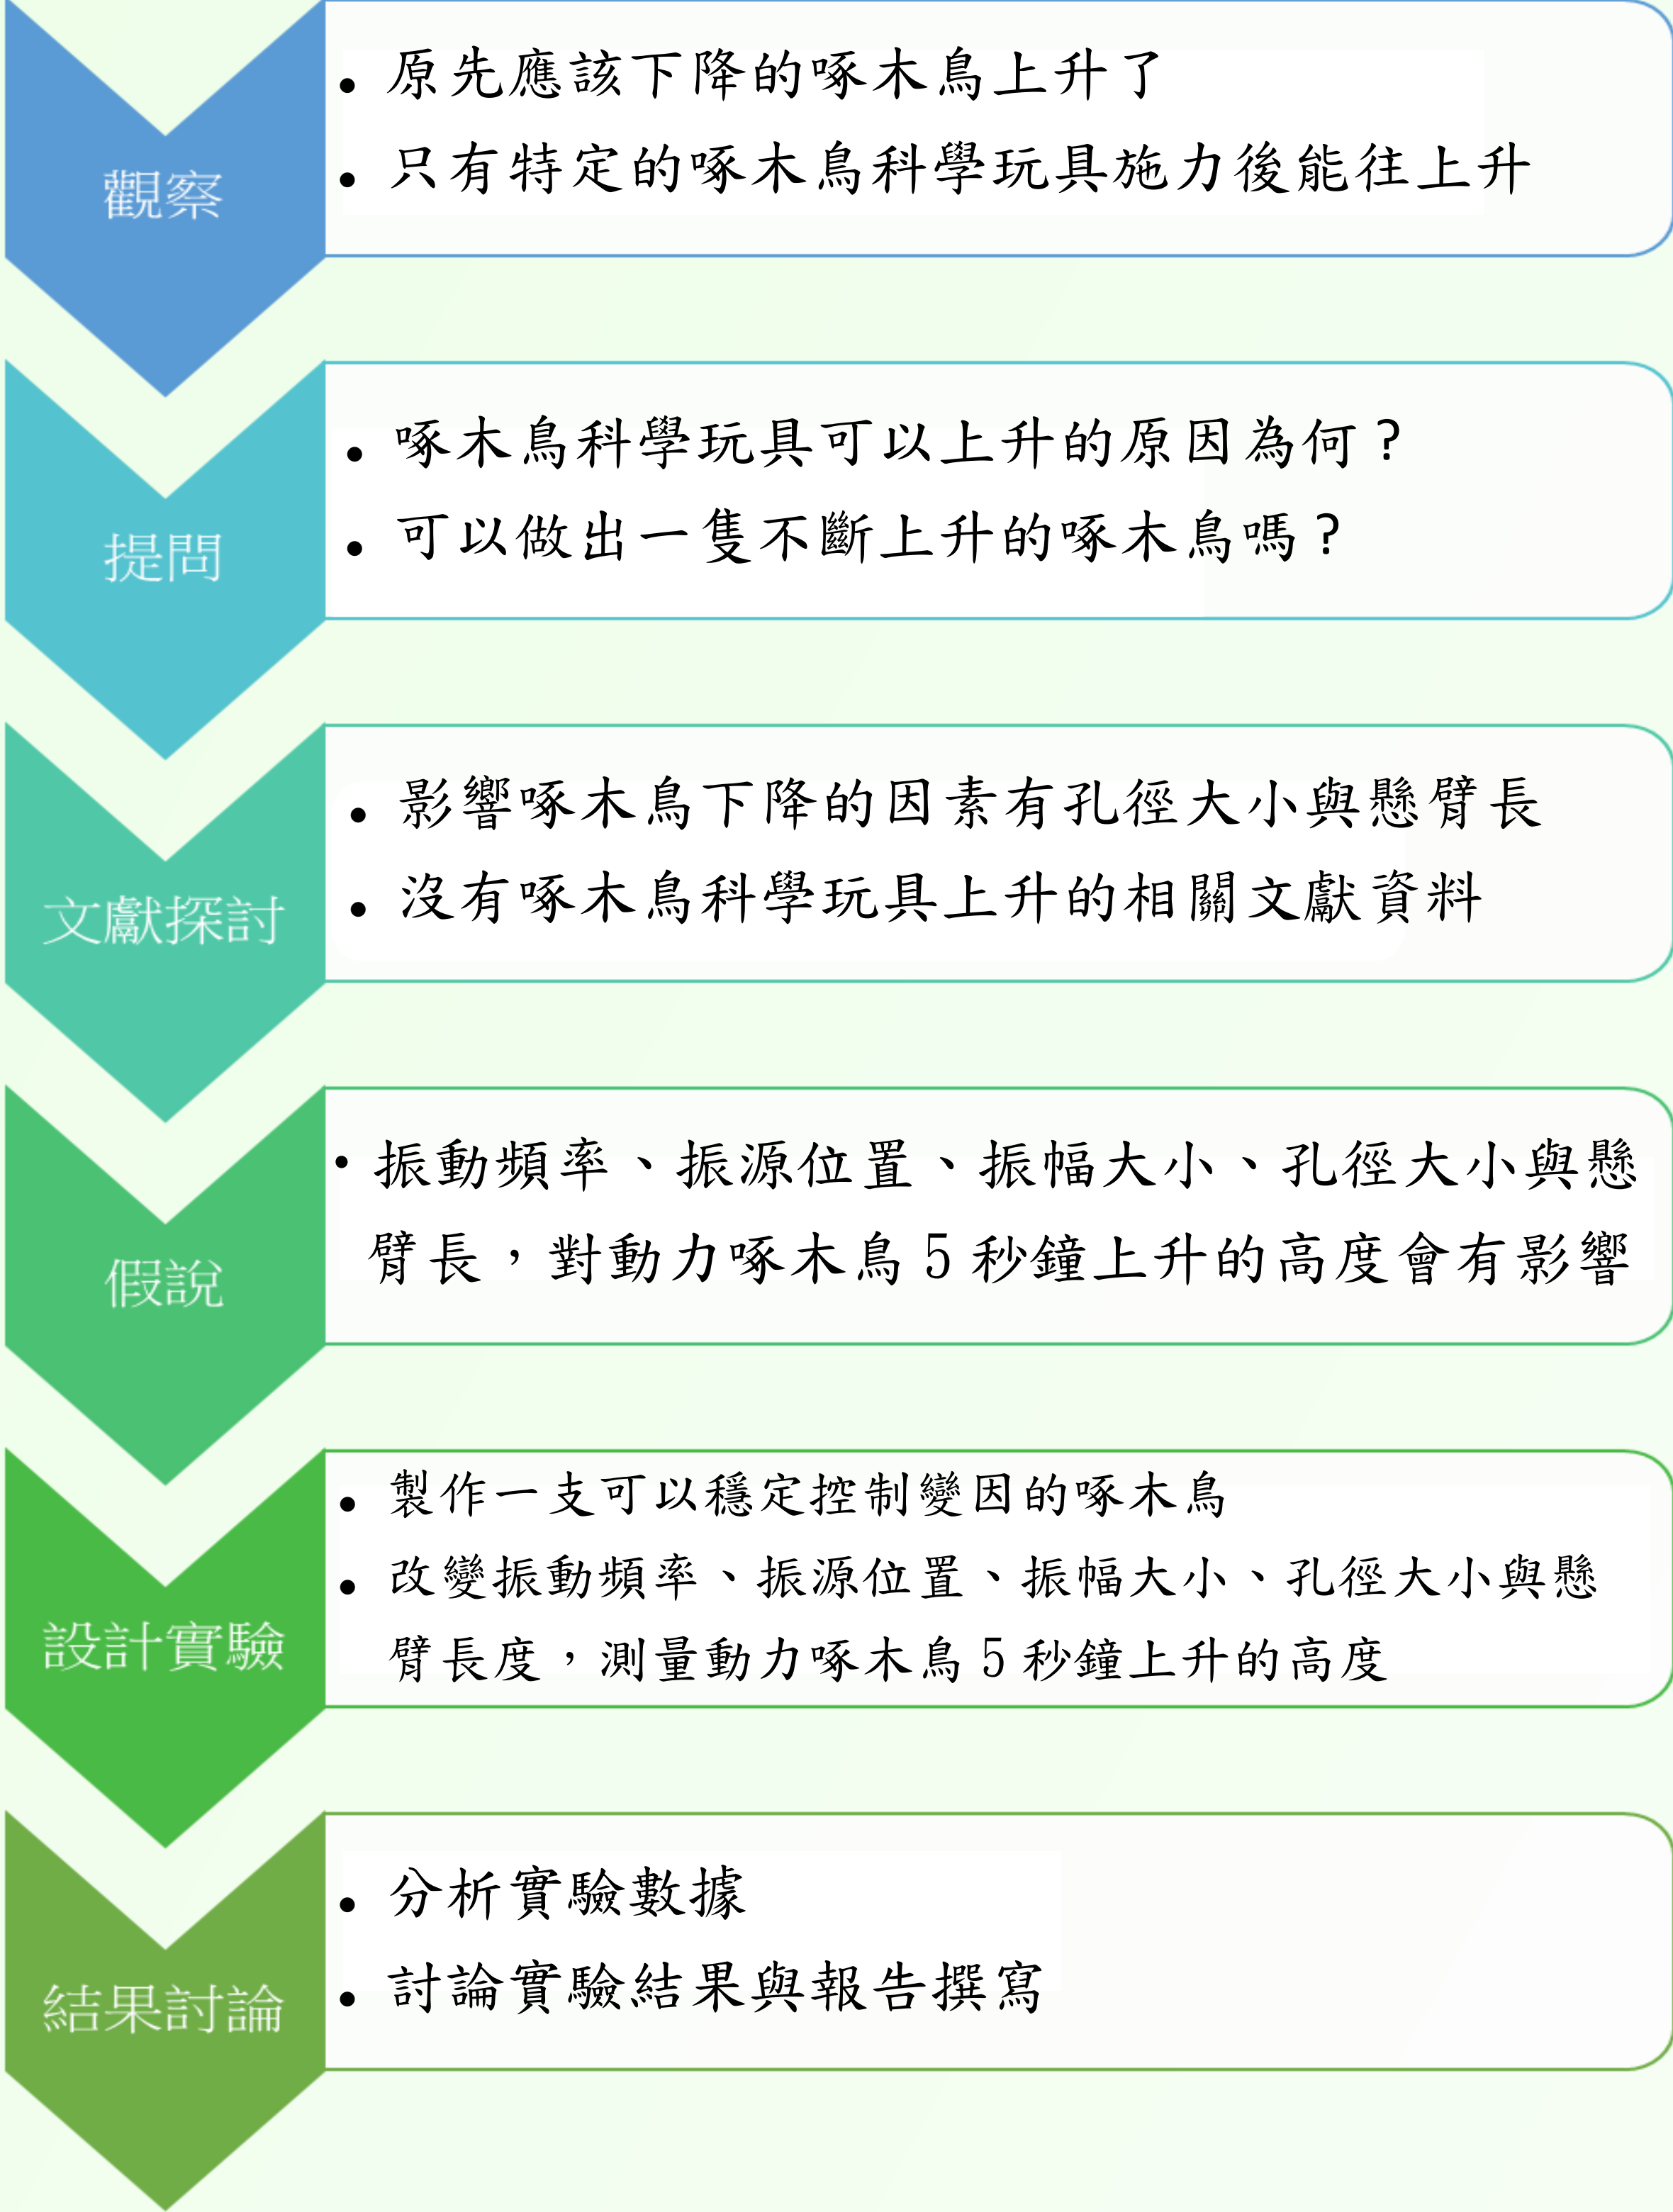 觀察
• 原先應該下降的啄木鳥上升了
• 只有特定的啄木鳥科學玩具施力後能往上升
提問
• 啄木鳥科學玩具可以上升的原因為何？
• 可以做出一隻不斷上升的啄木鳥嗎？
文獻探討
• 影響啄木鳥下降的因素有孔徑大小與懸臂長
• 沒有啄木鳥科學玩具上升的相關文獻資料
假說
• 振動頻率、振源位置、振幅大小、孔徑大小與懸
臂長，對動力啄木鳥5秒鐘上升的高度會有影響
設計實驗
• 製作一支可以穩定控制變因的啄木鳥
• 改變振動頻率、振源位置、振幅大小、孔徑大小與懸
臂長度，測量動力啄木鳥5秒鐘上升的高度
結果討論
• 分析實驗數據
• 討論實驗結果與報告撰寫